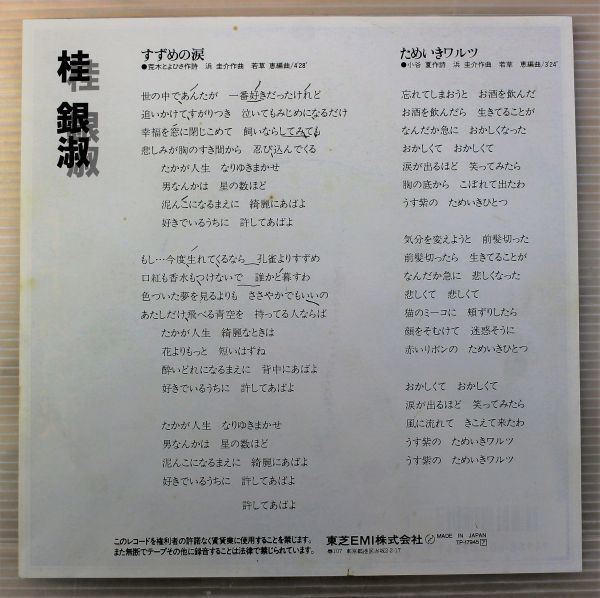 桂銀淑
すずめの涙
●荒木とよひさ作詩 浜 圭介作曲 若草 恵編曲/4'28"
世の中であんたが 一番好きだったけれど
追いかけてすがりつき 泣いてもみじめになるだけ
幸福を窓に閉じこめて 飼いならしてみても
悲しみが胸のすき間から 忍び込んでくる
たかが人生 なりゆきまかせ
男なんかは 星の数ほど
泥んこになるまえに 綺麗にあばよ
好きでいるうちに 許してあばよ
もし…今度生れてくるなら 孔雀よりすずめ
口紅も香水もつけないで 誰かと暮すわ
色づいた夢を見るよりも ささやかでもいいの
あたしだけ飛べる青空を 持ってる人ならば
たかが人生 綺麗なときは
花よりもっと 短いはずね
酔いどれになるまえに 背中にあばよ
好きでいるうちに 許してあばよ
たかが人生 なりゆきまかせ
男なんかは 星の数ほど
泥んこになるまえに 綺麗にあばよ
好きでいるうちに 許してあばよ
許してあばよ
ためいきワルツ
●小谷 夏作詩 浜 圭介作曲 若草 恵編曲/3'24"
忘れてしまおうと お酒を飲んだ
お酒を飲んだら 生きてることが
なんだか急に おかしくなった
おかしくて おかしくて
涙が出るほど 笑ってみたら
胸の底から こぼれて出たわ
うす紫の ためいきひとつ
気分を変えようと 前髪切った
前髪切ったら 生きてることが
なんだか急に 悲しくなった
悲しくて 悲しくて
猫のミーコに 頬ずりしたら
顔をそむけて 迷惑そうに
赤いリボンの ためいきひとつ
おかしくて おかしくて
涙が出るほど 笑ってみたら
風に流れて きこえて来たわ
うす紫の ためいきワルツ
うす紫の ためいきワルツ
このレコードを権利者の許諾なく賃貸業に使用することを禁じます。
また無断でテープその他に録音することは法律で禁じられています。
東芝EMI株式会社
〒107 東京都港区赤坂2-2-17
MADE IN JAPAN
TP-17945 7